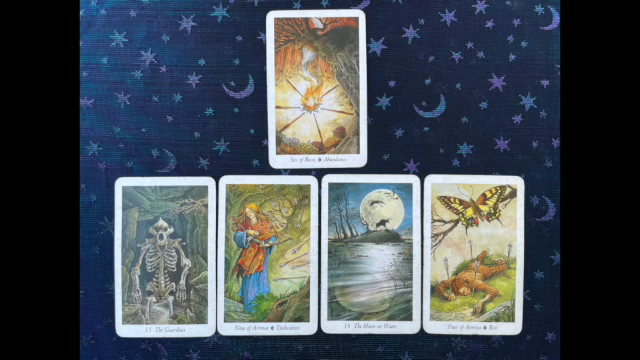 Six of Bows Abundance
15 The Guardian
Nine of Arrows Dedication
18 The Moon on Water
Four of Arrows Rest